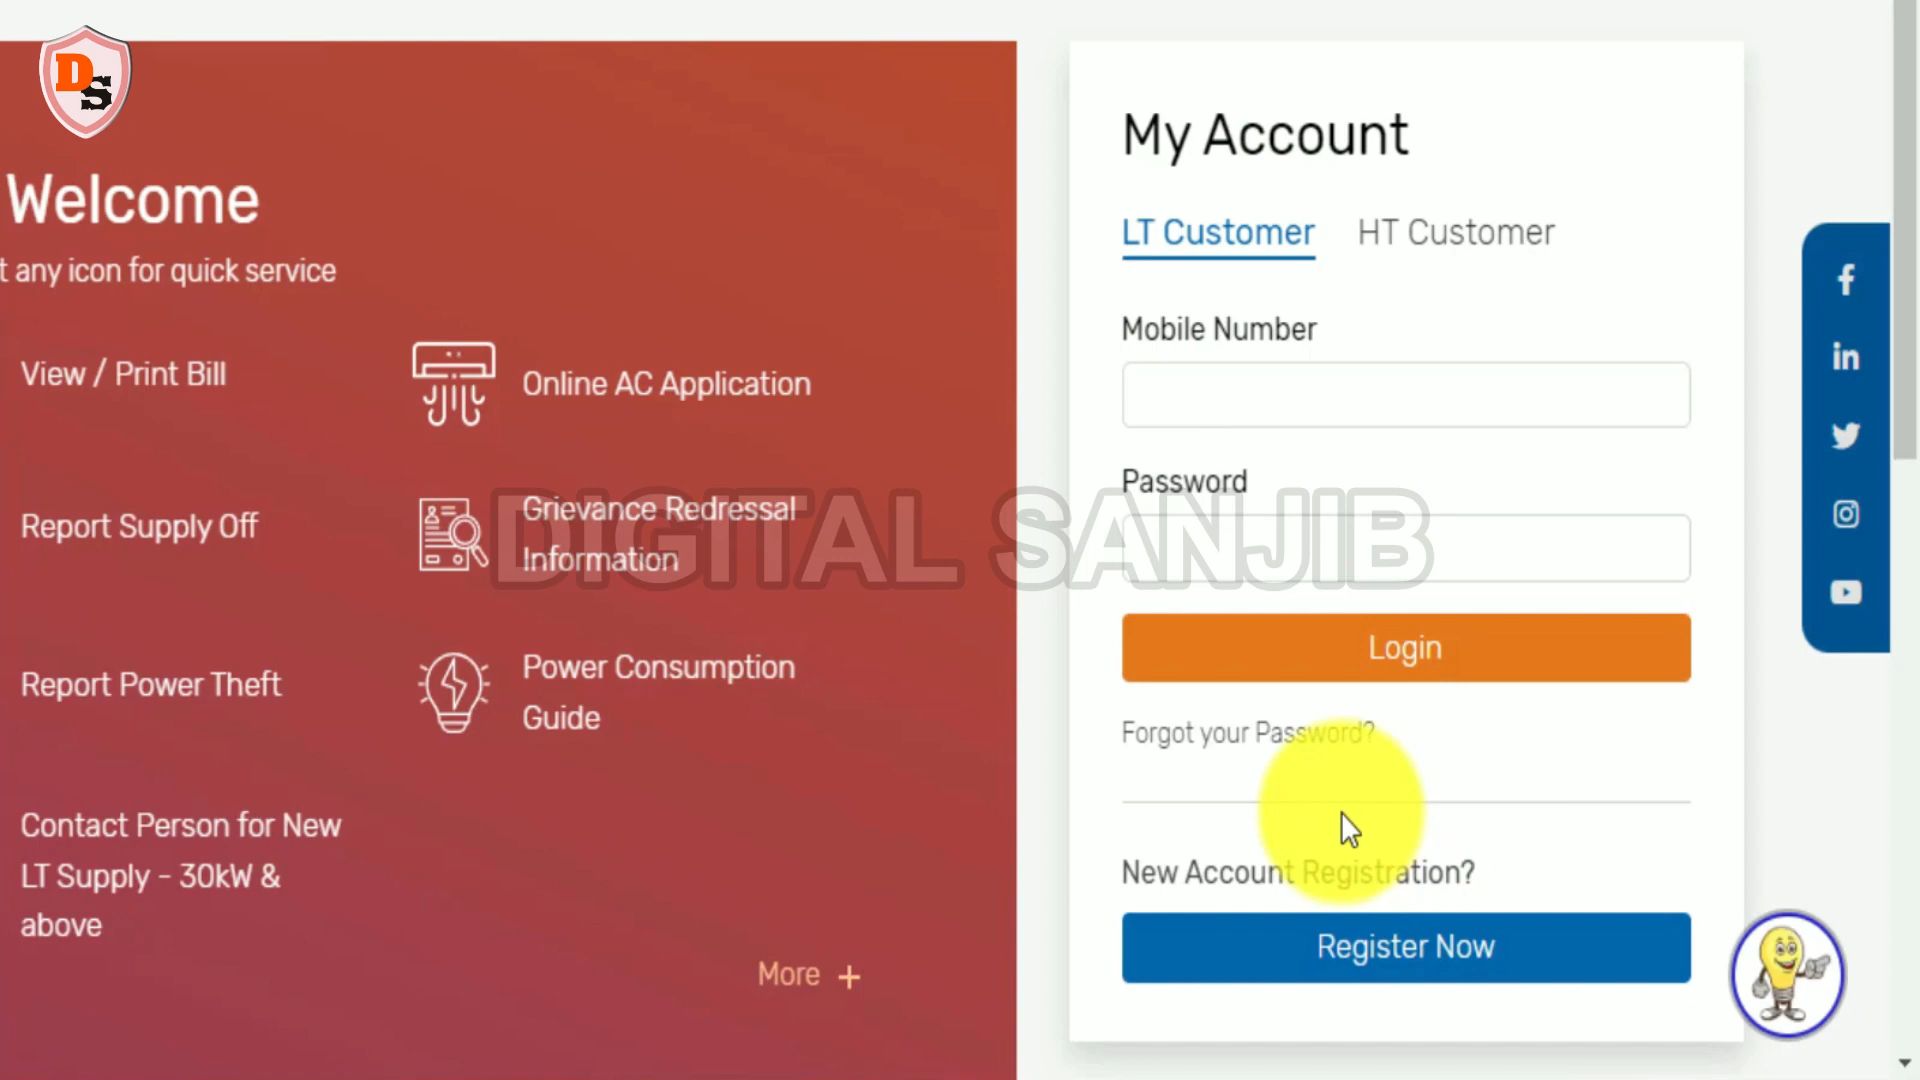 DS
Welcome
t any icon for quick service
View / Print Bill
Online AC Application
Report Supply Off
Grievance Redressal
Information
Report Power Theft
Power Consumption
Guide
Contact Person for New
LT Supply - 30kW &
above
More +
My Account
LT Customer HT Customer
Mobile Number
Password
Login
Forgot your Password?
New Account Registration?
Register Now
DIGITAL SANJIB